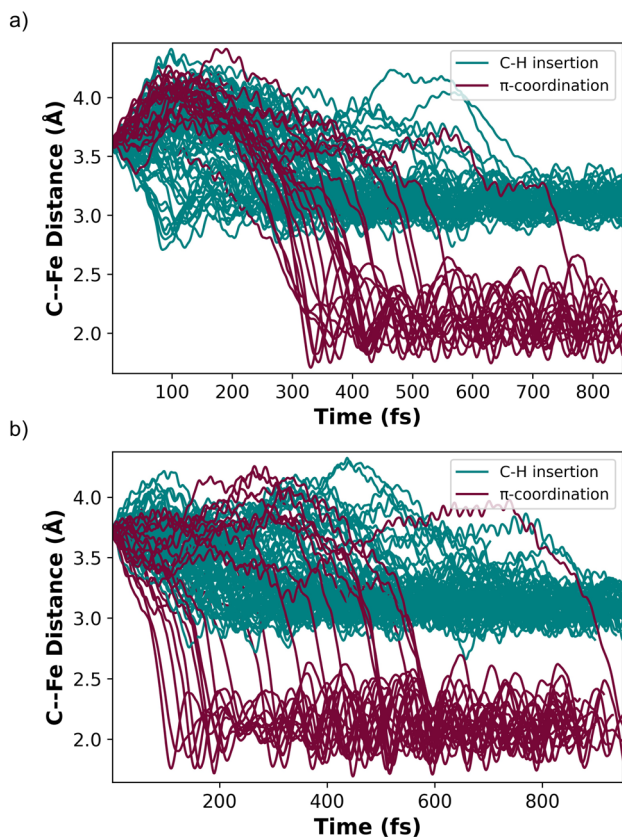 a)
C-H insertion
π-coordination
4.0
3.5
3.0
2.5
2.0
C--Fe Distance (Å)
100 200 300 400 500 600 700 800
Time (fs)
b)
C-H insertion
π-coordination
4.0
3.5
3.0
2.5
2.0
C--Fe Distance (Å)
200 400 600 800
Time (fs)